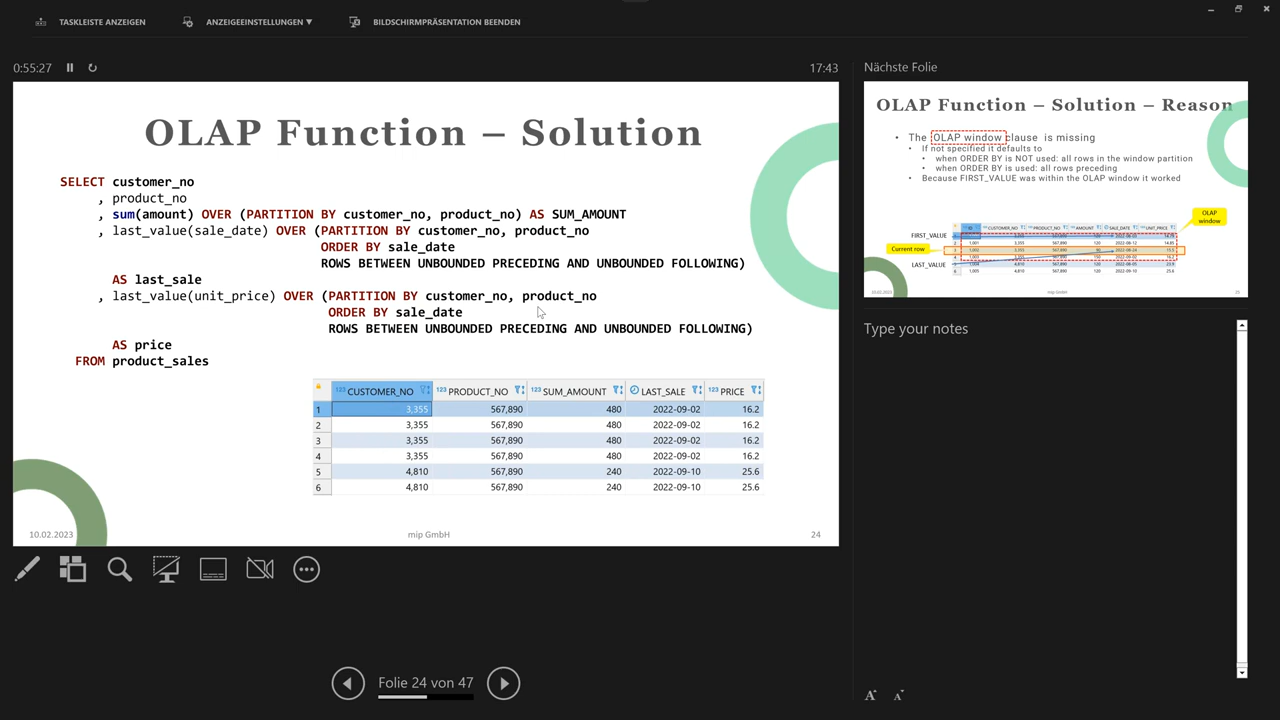 TASKLEISTE ANZEIGEN
ANZEIGEEINSTELLUNGEN ▼
BILDSCHIRMPRÄSENTATION BEENDEN
0:55:27
17:43
OLAP Function – Solution
SELECT customer_no
, product_no
, sum(amount) OVER (PARTITION BY customer_no, product_no) AS SUM_AMOUNT
, last_value(sale_date) OVER (PARTITION BY customer_no, product_no
ORDER BY sale_date
ROWS BETWEEN UNBOUNDED PRECEDING AND UNBOUNDED FOLLOWING)
AS last_sale
, last_value(unit_price) OVER (PARTITION BY customer_no, product_no
ORDER BY sale_date
ROWS BETWEEN UNBOUNDED PRECEDING AND UNBOUNDED FOLLOWING)
AS price
FROM product_sales
123 CUSTOMER_NO 123 PRODUCT_NO 123 SUM_AMOUNT LAST_SALE 123 PRICE
1 3,355 567,890 480 2022-09-02 16.2
2 3,355 567,890 480 2022-09-02 16.2
3 3,355 567,890 480 2022-09-02 16.2
4 3,355 567,890 480 2022-09-02 16.2
5 4,810 567,890 240 2022-09-10 25.6
6 4,810 567,890 240 2022-09-10 25.6
10.02.2023
mip GmbH
24
Folie 24 von 47
Nächste Folie
OLAP Function – Solution – Reason
• The OLAP window clause is missing
• If not specified it defaults to
• when ORDER BY is NOT used: all rows in the window partition
• when ORDER BY is used: all rows preceding
• Because FIRST_VALUE was within the OLAP window it worked
OLAP window
FIRST_VALUE
Current row
LAST_VALUE
10.02.2023
mip GmbH
25
Type your notes
A
A